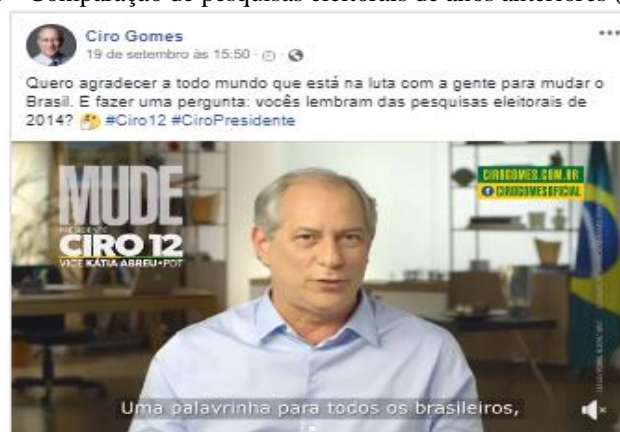 Comparação de pesquisas eleitorais de anos anteriores (
Ciro Gomes
19 de setembro às 15:50
Quero agradecer a todo mundo que está na luta com a gente para mudar o
Brasil. E fazer uma pergunta: vocês lembram das pesquisas eleitorais de
2014? 🤔 #Ciro12 #CiroPresidente
MUDE
PRESIDENTE
CIRO 12
VICE KÁTIA ABREU•PDT
CIROGOMES.COM.BR
CIROGOMESOFICIAL
Uma palavrinha para todos os brasileiros,